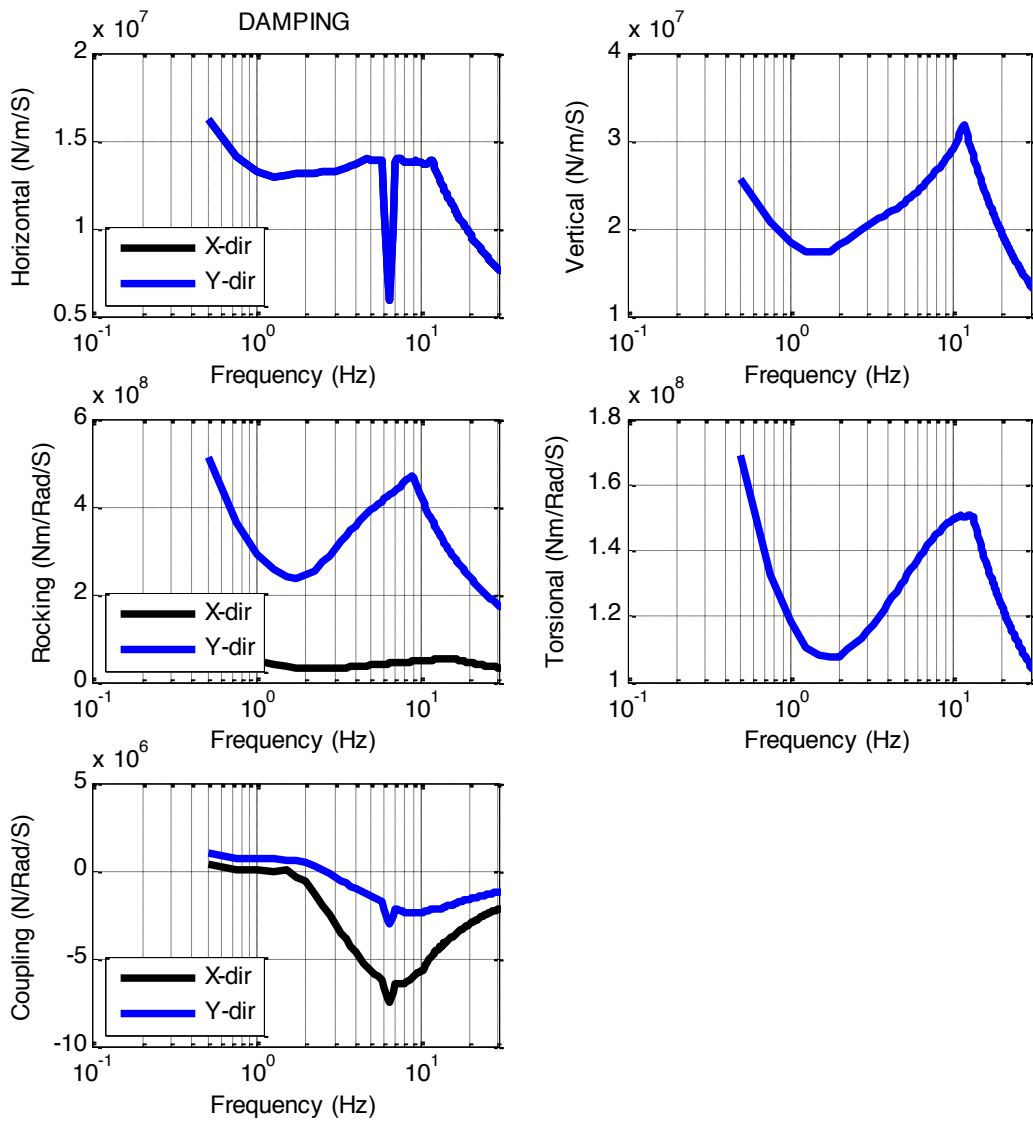 DAMPING
x 10^7
2
1.5
1
0.5
Horizontal (N/m/S)
X-dir
Y-dir
10^-1 10^0 10^1
Frequency (Hz)
x 10^7
4
3
2
1
Vertical (N/m/S)
10^-1 10^0 10^1
Frequency (Hz)
x 10^8
6
4
2
0
Rocking (Nm/Rad/S)
X-dir
Y-dir
10^-1 10^0 10^1
Frequency (Hz)
x 10^8
1.8
1.6
1.4
1.2
1
Torsional (Nm/Rad/S)
10^-1 10^0 10^1
Frequency (Hz)
x 10^6
5
0
-5
-10
Coupling (N/Rad/S)
X-dir
Y-dir
10^-1 10^0 10^1
Frequency (Hz)